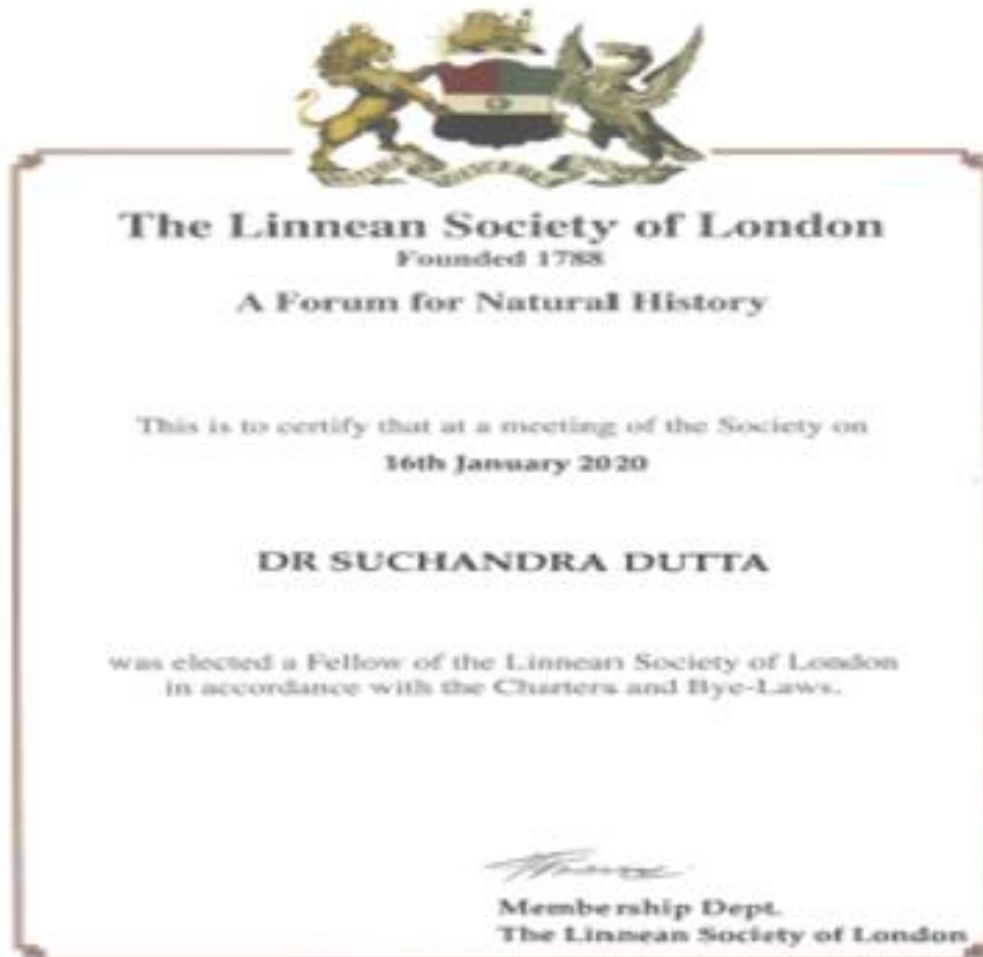 The Linnean Society of London
Founded 1788
A Forum for Natural History
This is to certify that at a meeting of the Society on
16th January 2020
DR SUCHANDRA DUTTA
was elected a Fellow of the Linnean Society of London
in accordance with the Charters and Bye-Laws.
Membership Dept.
The Linnean Society of London